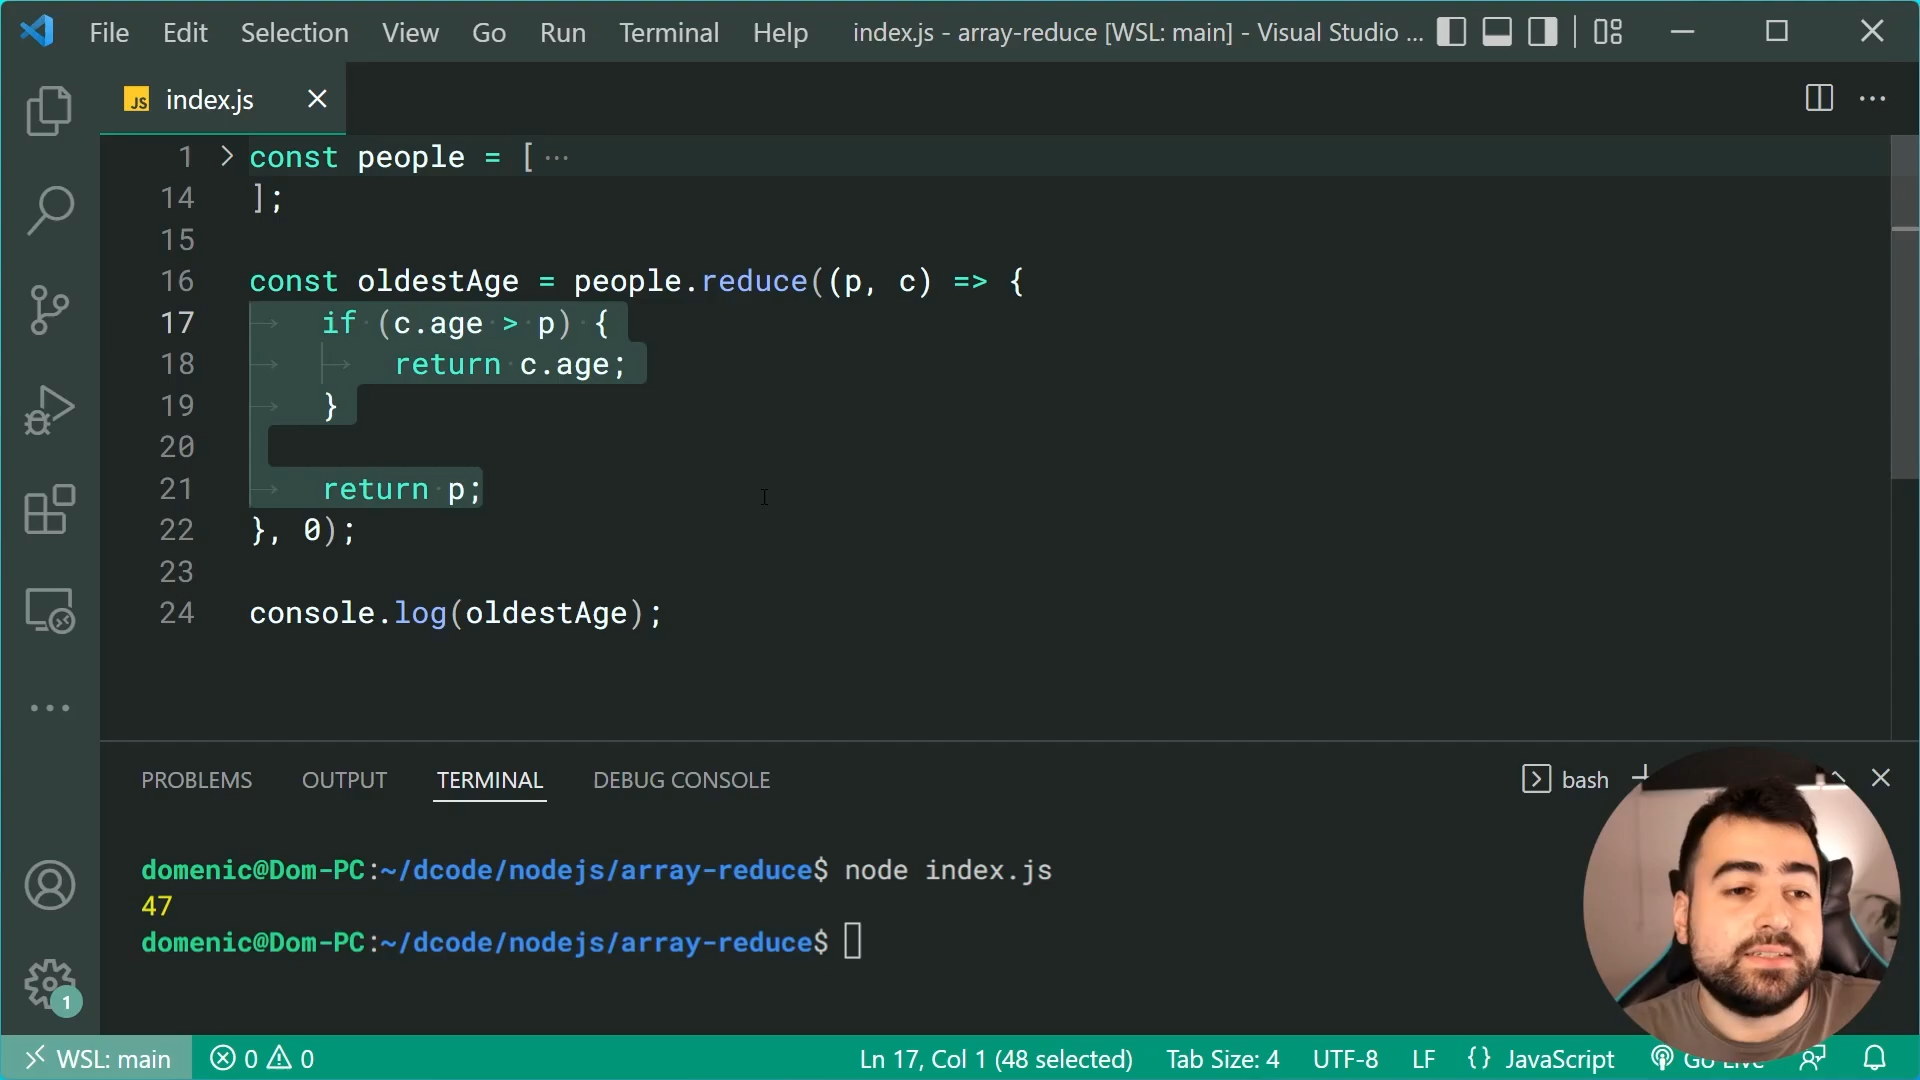 File Edit Selection View Go Run Terminal Help index.js - array-reduce [WSL: main] - Visual Studio ...
JS index.js
1 const people = [ ···
14 ];
15
16 const oldestAge = people.reduce((p, c) => {
17 if (c.age > p) {
18 return c.age;
19 }
20
21 return p;
22 }, 0);
23
24 console.log(oldestAge);
PROBLEMS OUTPUT TERMINAL DEBUG CONSOLE bash
domenic@Dom-PC:~/dcode/nodejs/array-reduce$ node index.js
47
domenic@Dom-PC:~/dcode/nodejs/array-reduce$
1
WSL: main 0 0 Ln 17, Col 1 (48 selected) Tab Size: 4 UTF-8 LF {} JavaScript Go Live